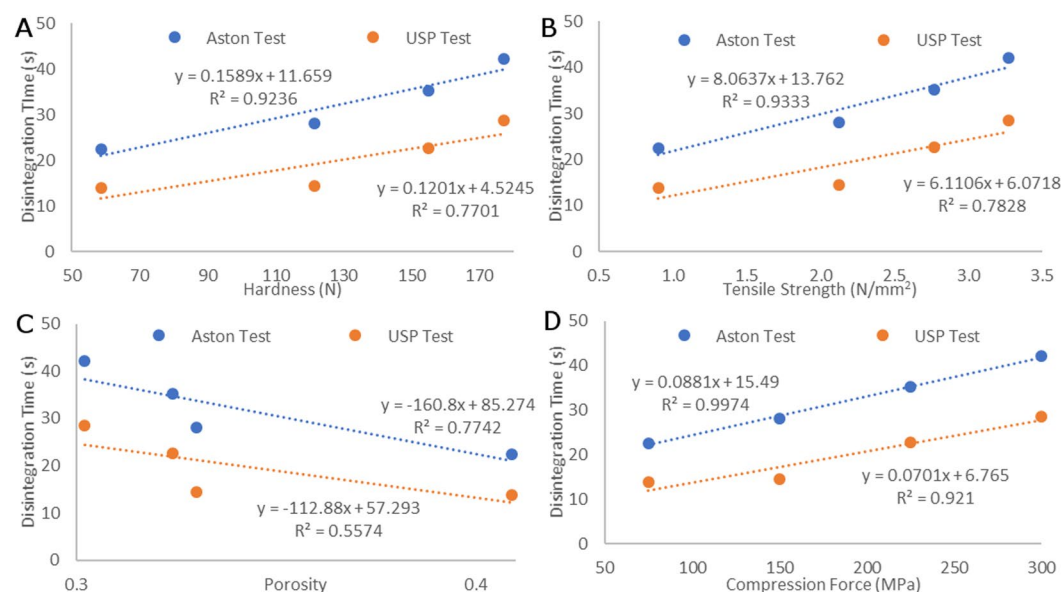 A
Aston Test
USP Test
50
40
30
20
10
0
Disintegration Time (s)
y = 0.1589x + 11.659
R² = 0.9236
y = 0.1201x + 4.5245
R² = 0.7701
50
70
90
110
130
150
170
Hardness (N)
B
Aston Test
USP Test
50
40
30
20
10
0
Disintegration Time (s)
y = 8.0637x + 13.762
R² = 0.9333
y = 6.1106x + 6.0718
R² = 0.7828
0.5
1.0
1.5
2.0
2.5
3.0
3.5
Tensile Strength (N/mm²)
C
Aston Test
USP Test
50
40
30
20
10
0
Disintegration Time (s)
y = -160.8x + 85.274
R² = 0.7742
y = -112.88x + 57.293
R² = 0.5574
0.3
Porosity
0.4
D
Aston Test
USP Test
50
40
30
20
10
0
Disintegration Time (s)
y = 0.0881x + 15.49
R² = 0.9974
y = 0.0701x + 6.765
R² = 0.921
50
100
150
200
250
300
Compression Force (MPa)